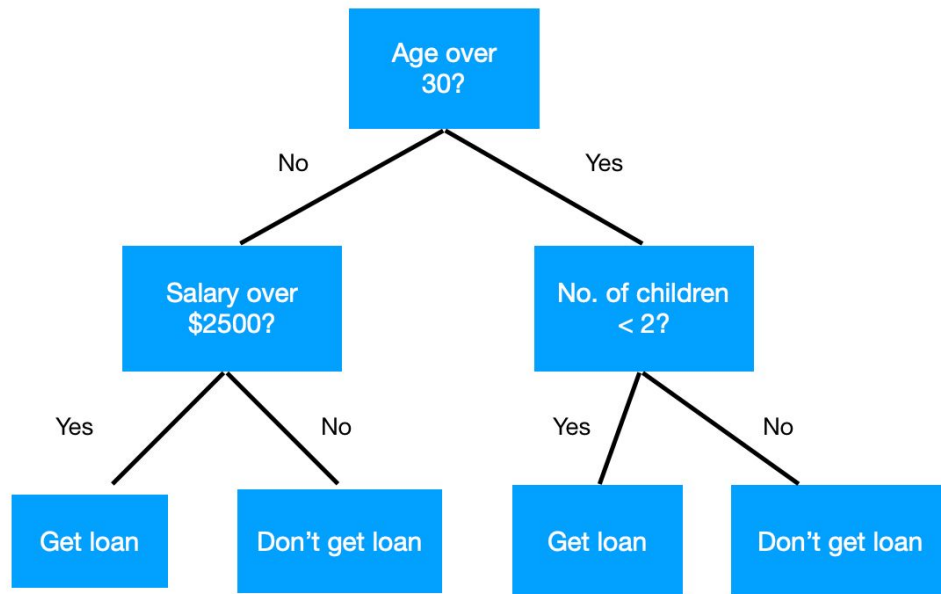 Age over
30?
No
Yes
Salary over
$2500?
No. of children
< 2?
Yes
No
Yes
No
Get loan
Don’t get loan
Get loan
Don’t get loan